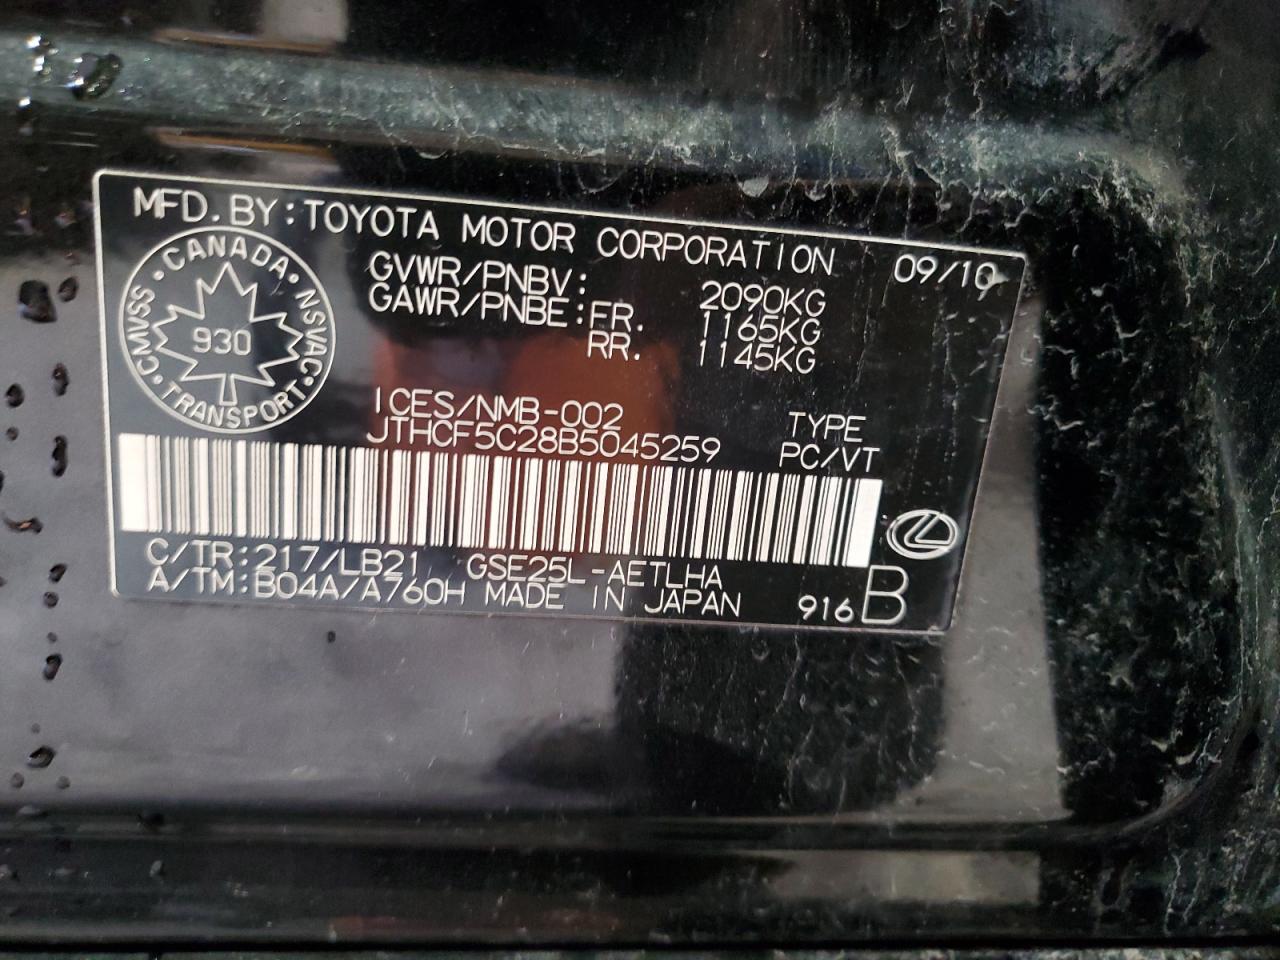 MFD. BY: TOYOTA MOTOR CORPORATION 09/10
CANADA
CMVSS NSVAC
930
TRANSPORT
GVWR/PNBV: 2090KG
GAWR/PNBE: FR. 1165KG
RR. 1145KG
ICES/NMB-002 TYPE
JTHCF5C28B5045259 PC/VT
C/TR: 217/LB21 GSE25L-AETLHA
A/TM: B04A/A760H MADE IN JAPAN 916 B